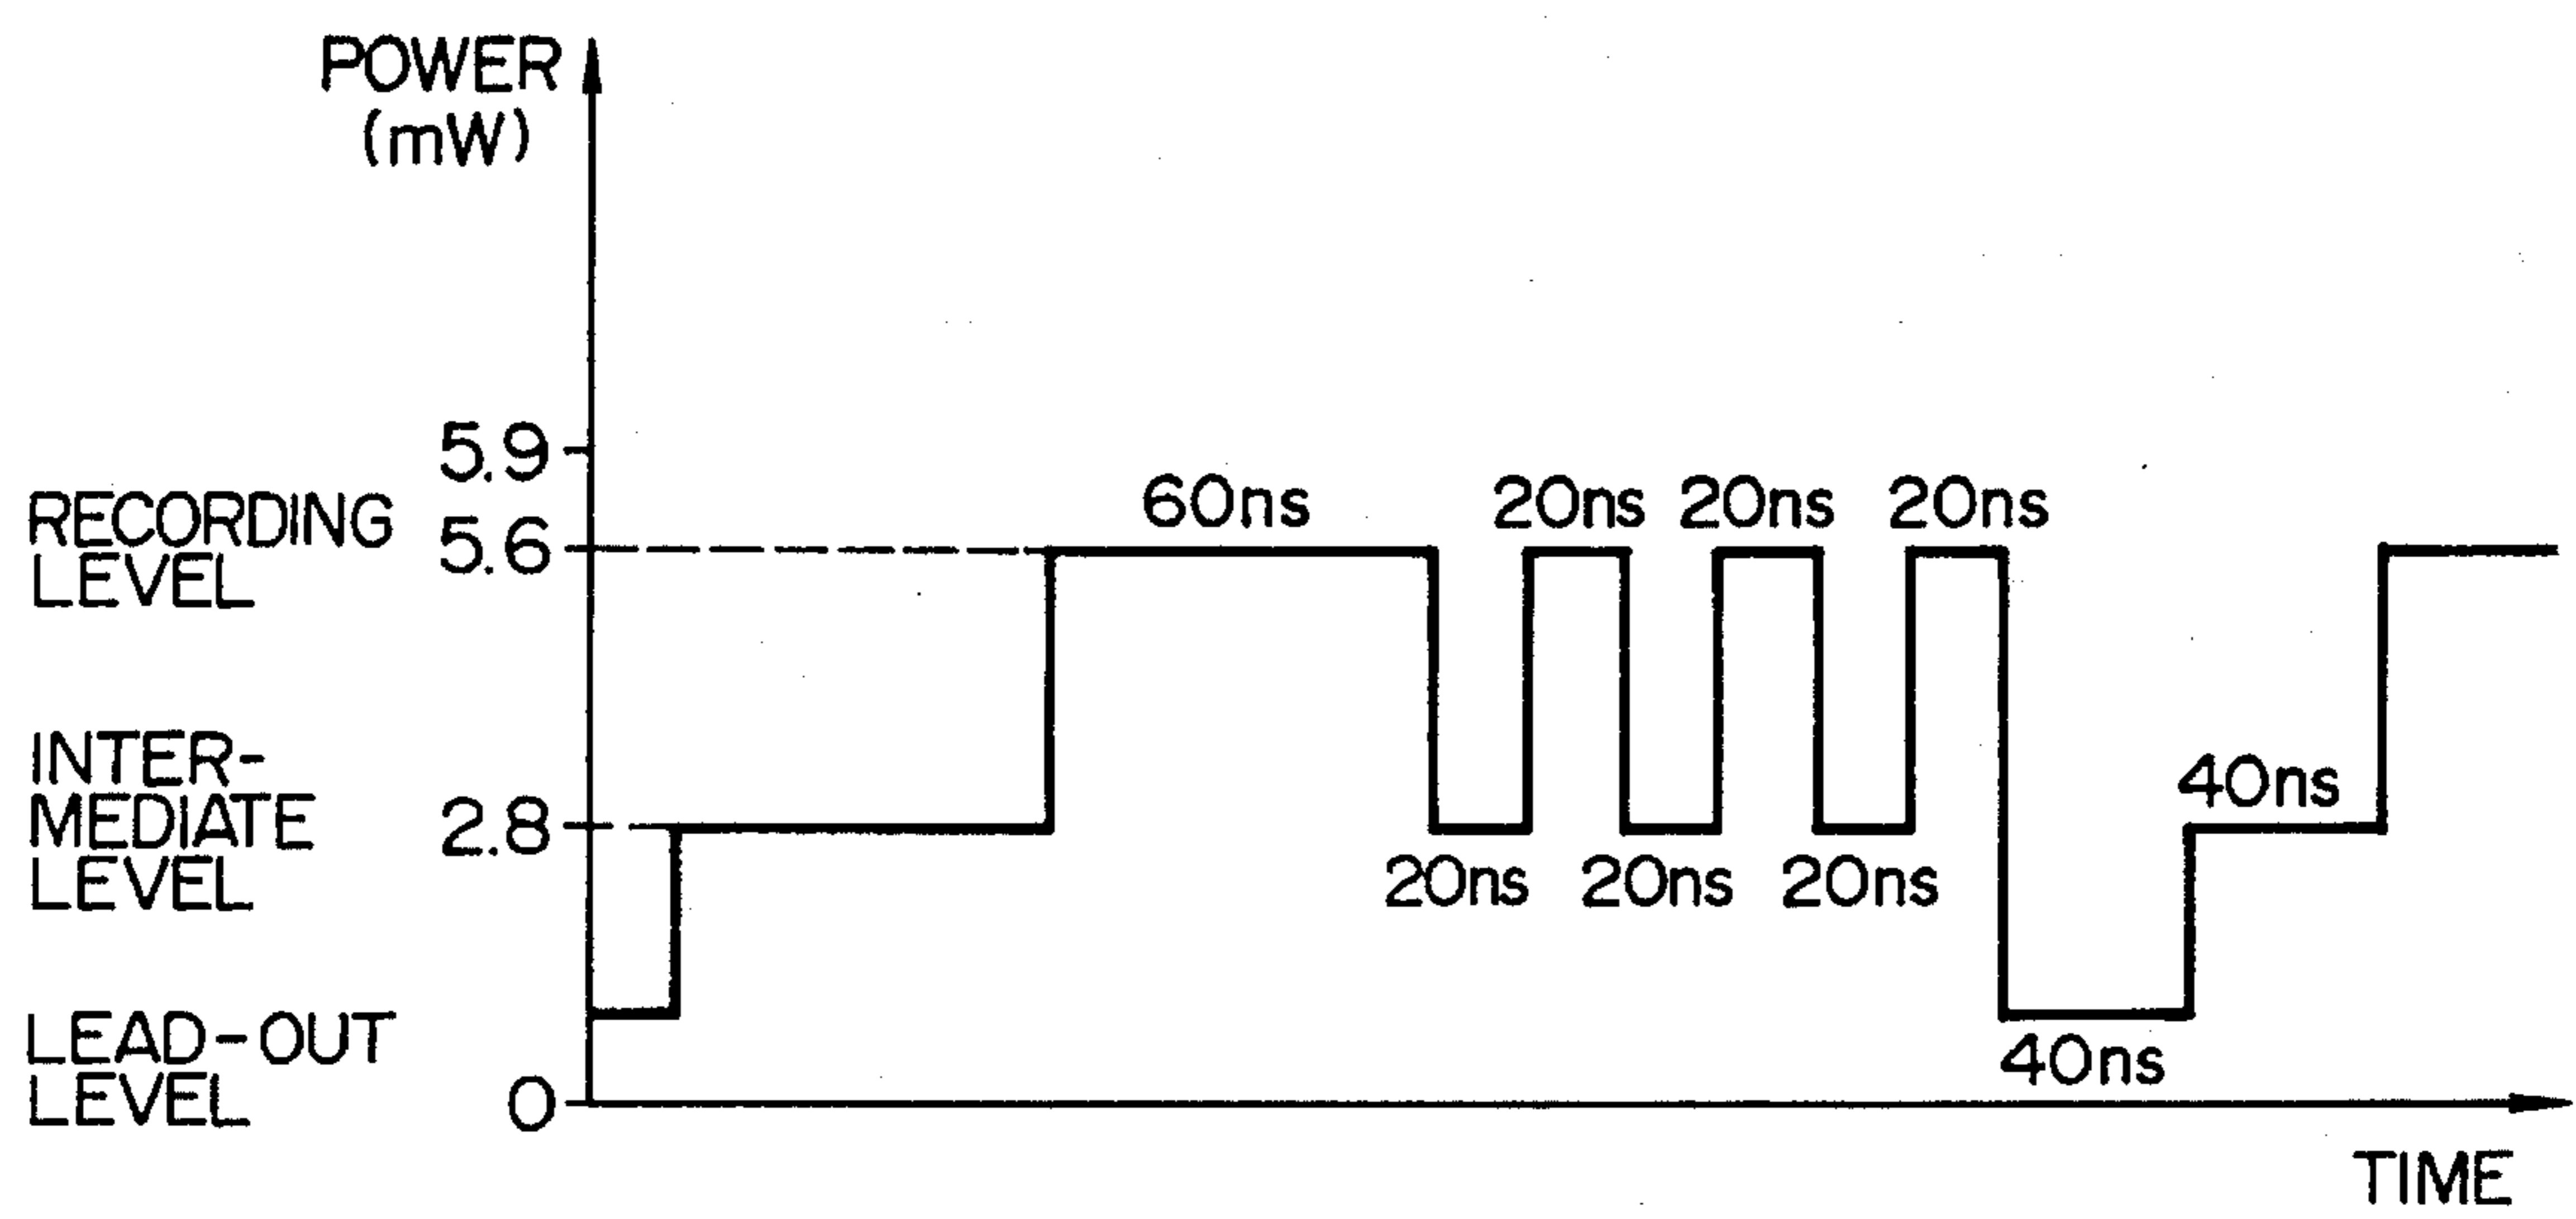 POWER
(mW)
5.9
RECORDING
LEVEL
5.6
60ns
20ns 20ns 20ns
INTER-
MEDIATE
LEVEL
2.8
40ns
20ns 20ns 20ns
LEAD-OUT
LEVEL
0
40ns
TIME